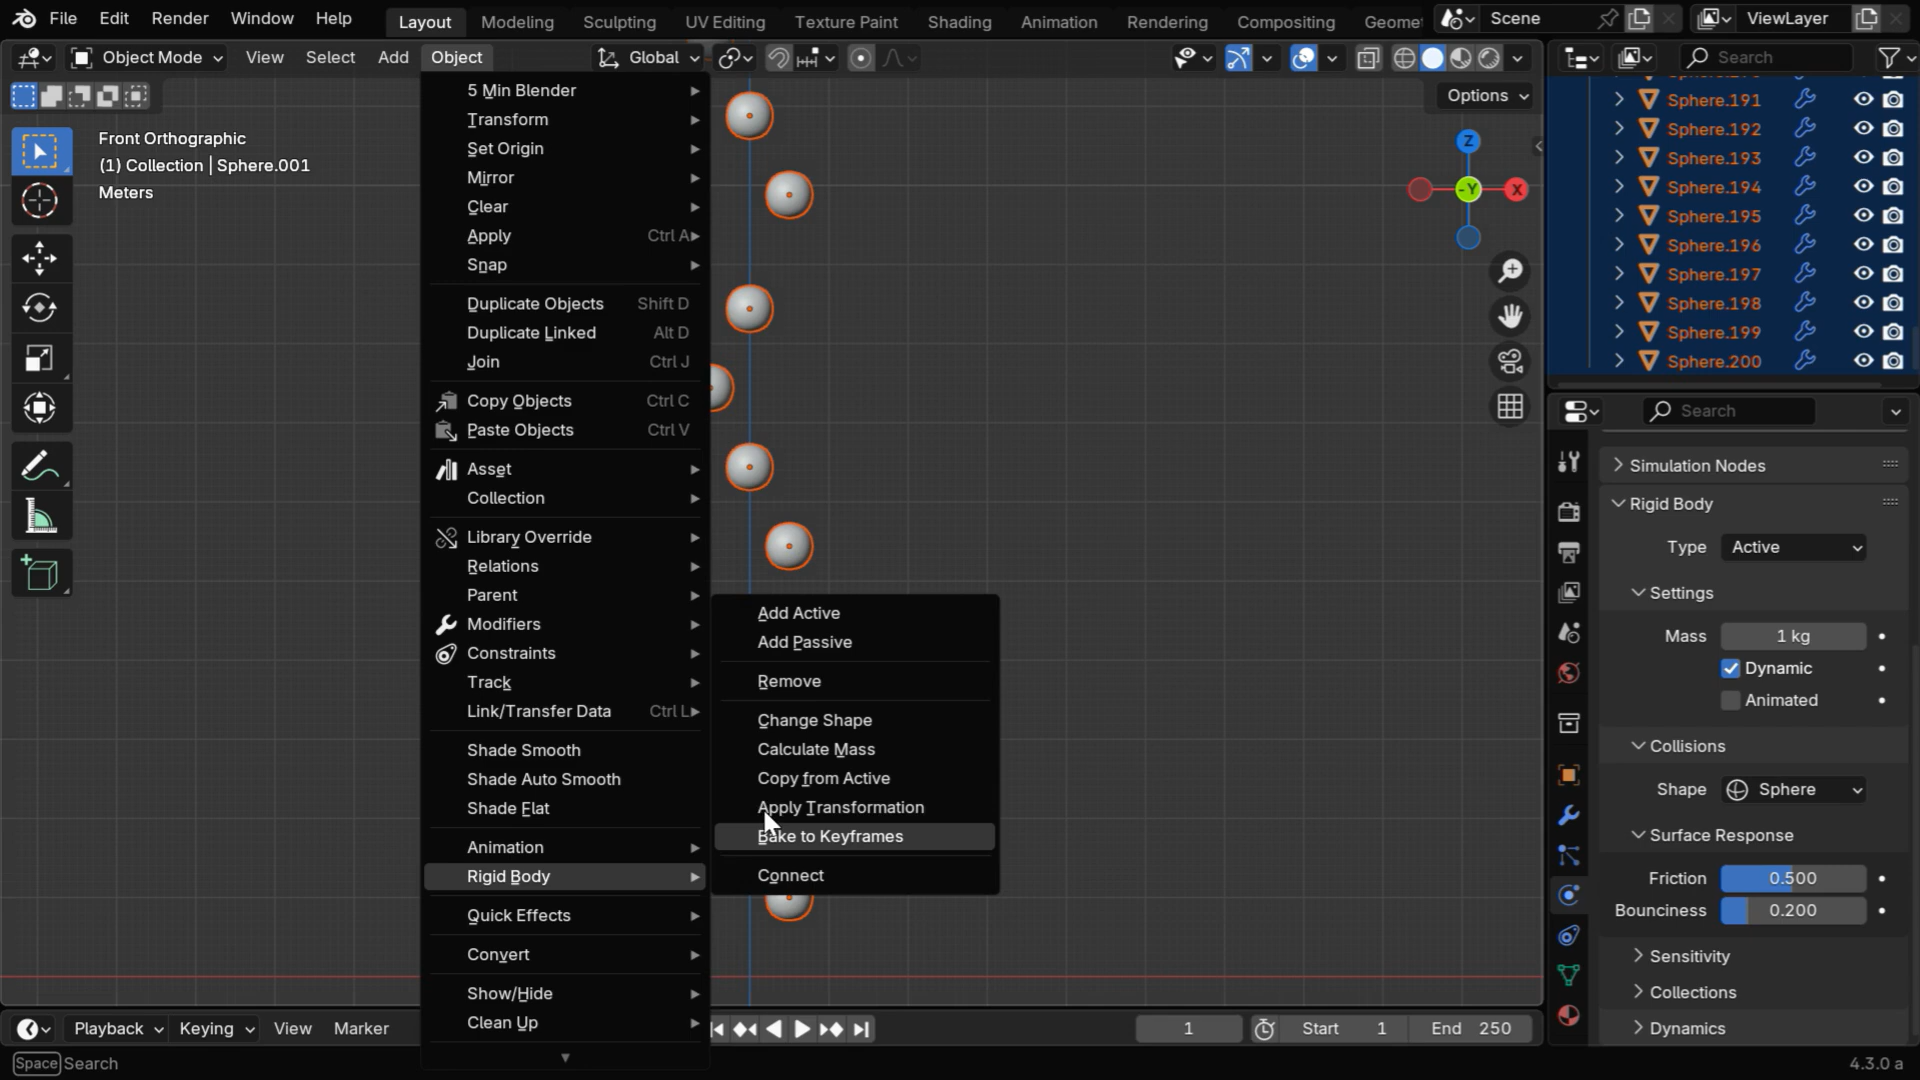 File Edit Render Window Help Layout Modeling Sculpting UV Editing Texture Paint Shading Animation Rendering Compositing Geomet Scene ViewLayer
Object Mode View Select Add Object Global Search
Options
Front Orthographic
(1) Collection | Sphere.001
Meters
5 Min Blender
Transform
Set Origin
Mirror
Clear
Apply Ctrl A
Snap
Duplicate Objects Shift D
Duplicate Linked Alt D
Join Ctrl J
Copy Objects Ctrl C
Paste Objects Ctrl V
Asset
Collection
Library Override
Relations
Parent
Modifiers
Constraints
Track
Link/Transfer Data Ctrl L
Shade Smooth
Shade Auto Smooth
Shade Flat
Animation
Rigid Body
Quick Effects
Convert
Show/Hide
Clean Up
Add Active
Add Passive
Remove
Change Shape
Calculate Mass
Copy from Active
Apply Transformation
Bake to Keyframes
Connect
Z
-Y
X
Sphere.191
Sphere.192
Sphere.193
Sphere.194
Sphere.195
Sphere.196
Sphere.197
Sphere.198
Sphere.199
Sphere.200
Search
Simulation Nodes
Rigid Body
Type Active
Settings
Mass 1 kg
Dynamic
Animated
Collisions
Shape Sphere
Surface Response
Friction 0.500
Bounciness 0.200
Sensitivity
Collections
Dynamics
Playback Keying View Marker 1 Start 1 End 250
Space Search 4.3.0 a